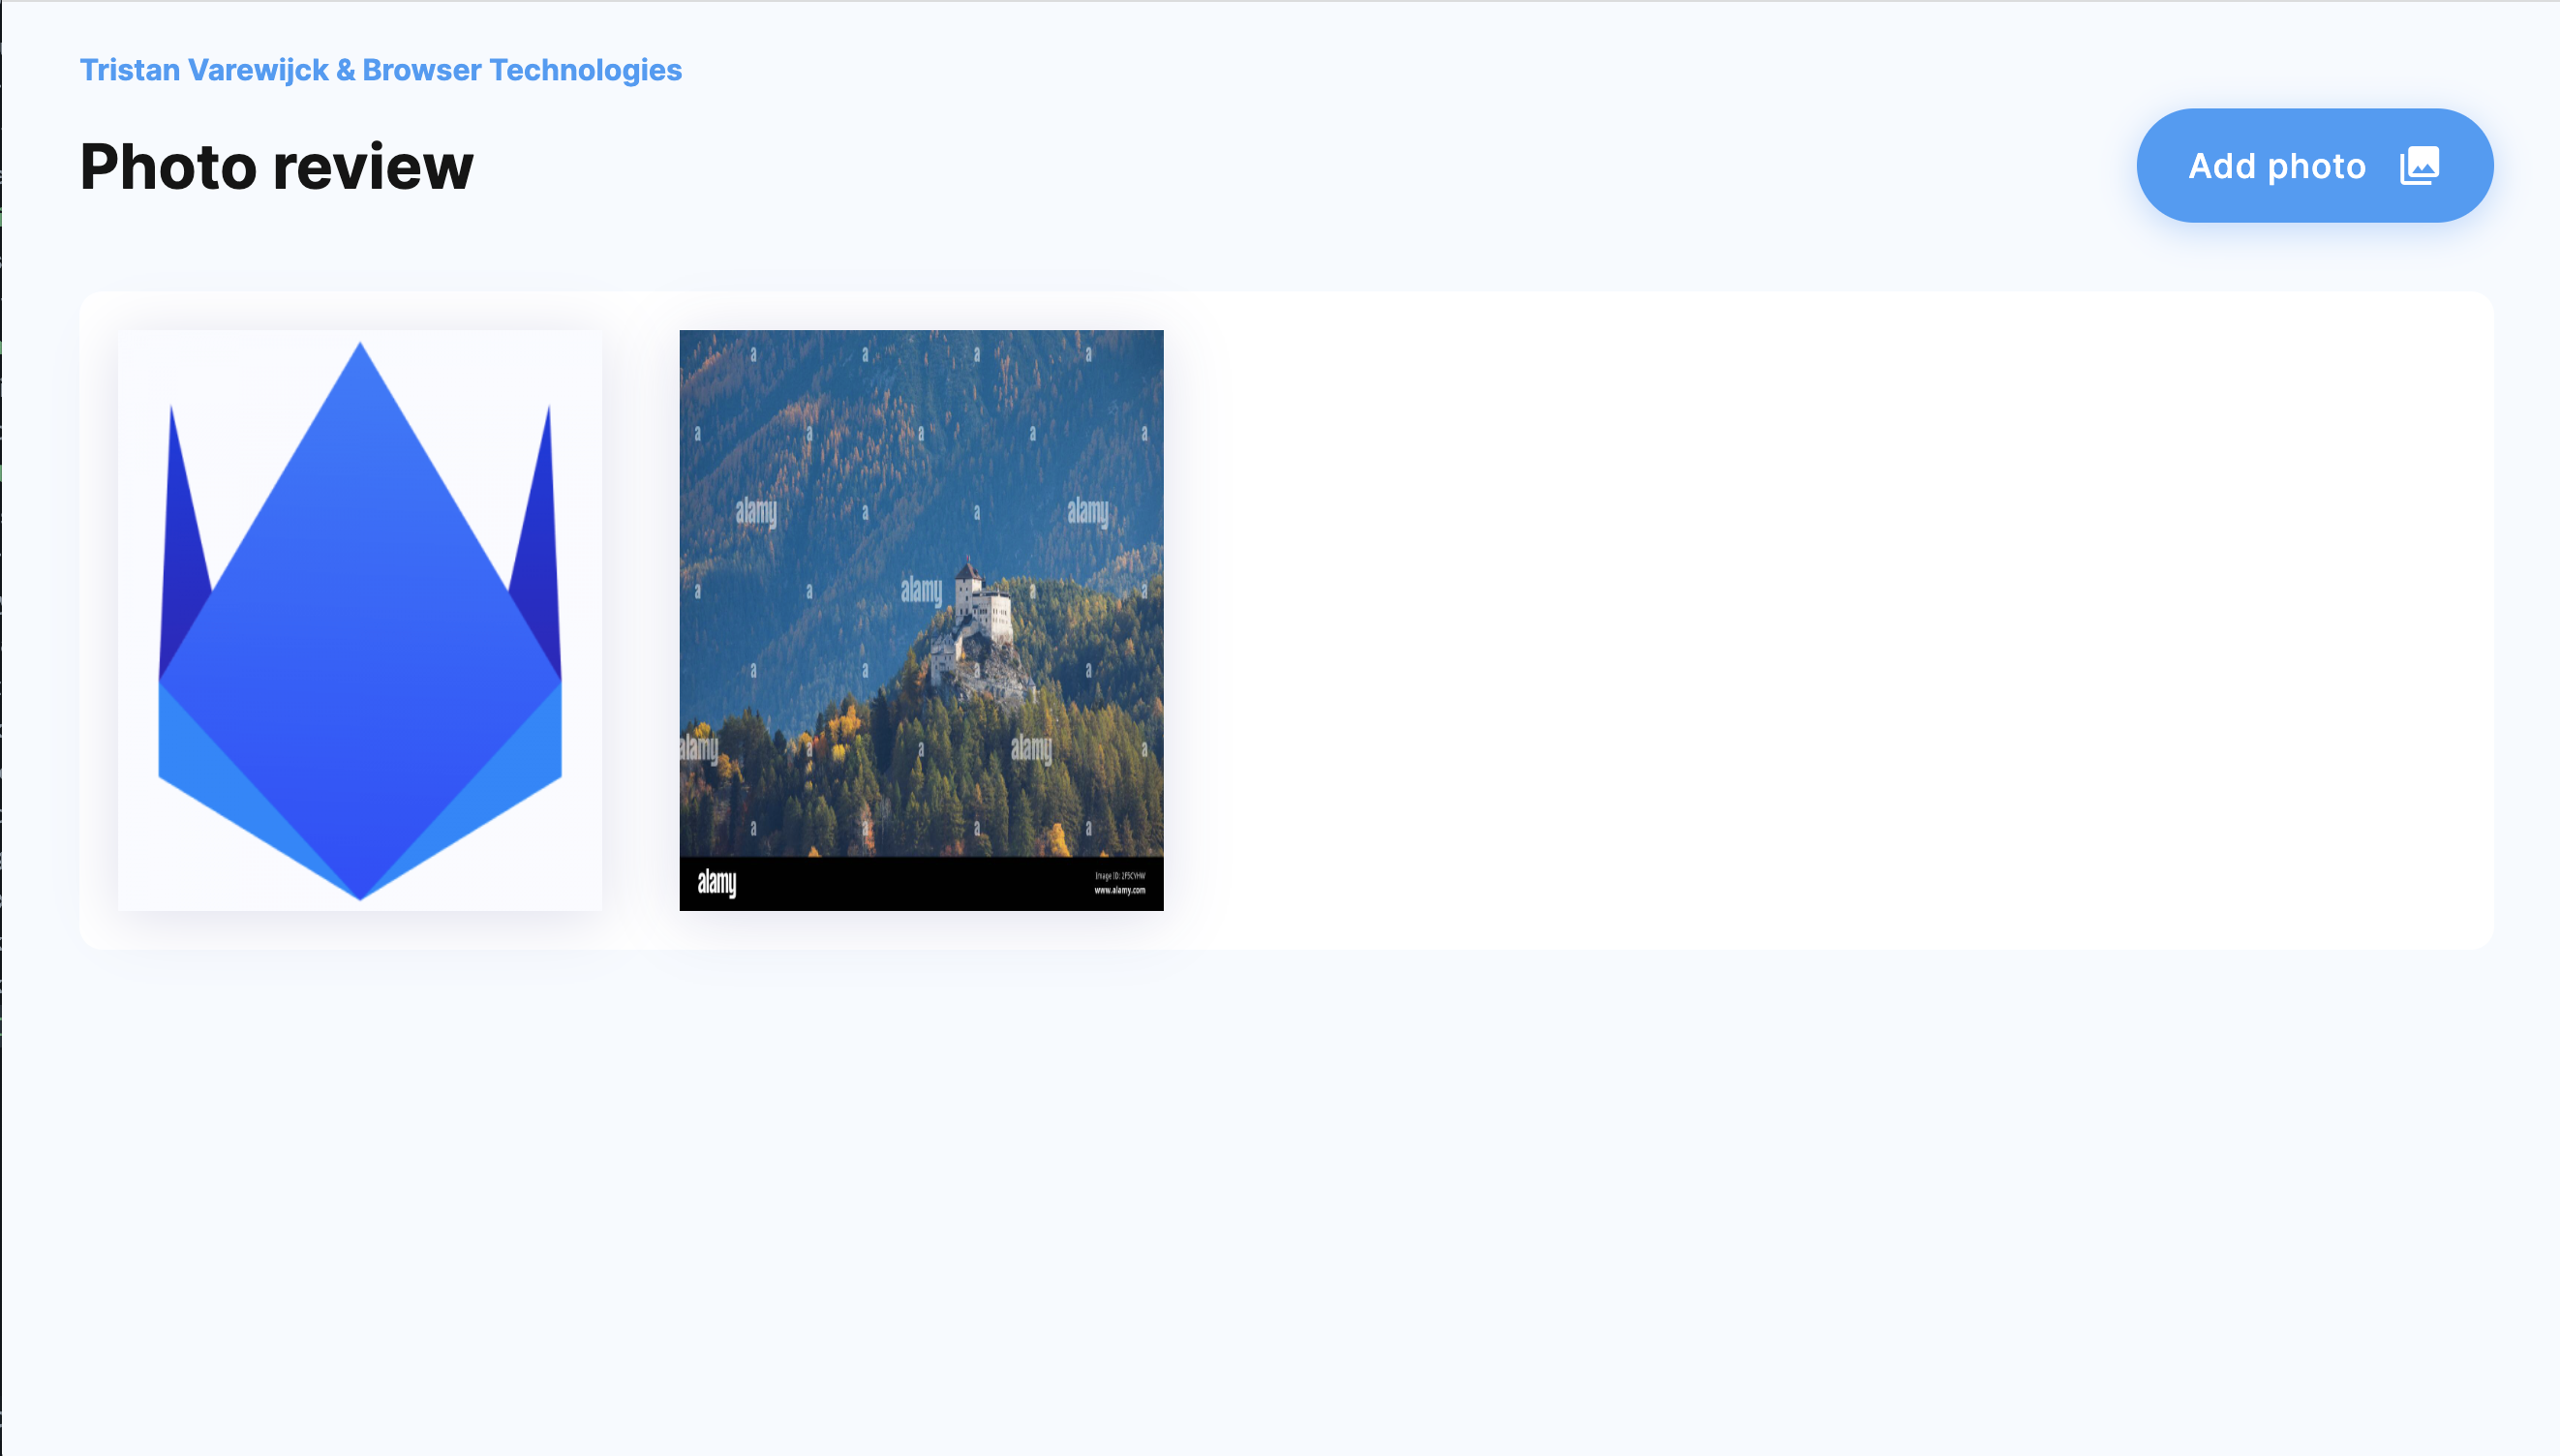 Tristan Varewijck & Browser Technologies
Photo review
Add photo
a a a a
a a a a a
alamy a a alamy
a a alamy a a
a a a a
alamy a a alamy a
a a a a
alamy
Image ID: 2F5CYHW
www.alamy.com